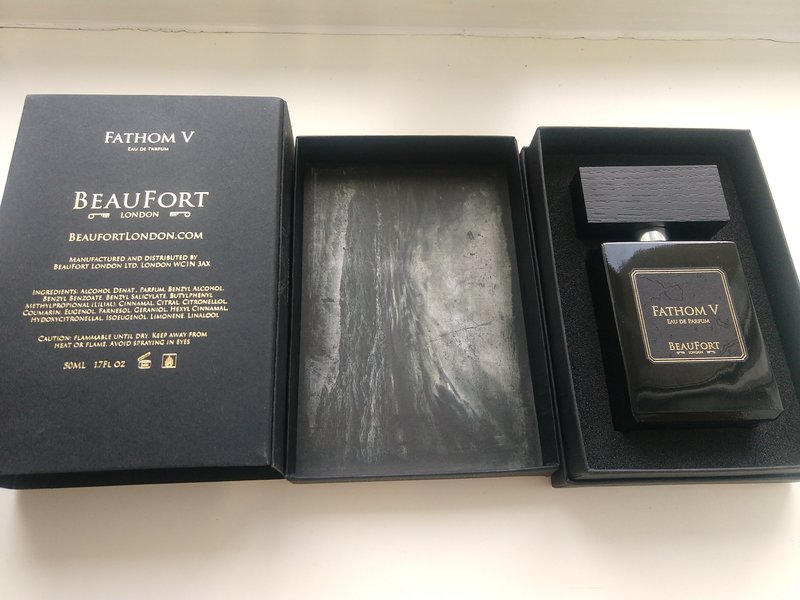 FATHOM V
EAU DE PARFUM
BEAUFORT
LONDON
BEAUFORTLONDON.COM
MANUFACTURED AND DISTRIBUTED BY
BEAUFORT LONDON LTD. LONDON WC1N 3AX
INGREDIENTS: ALCOHOL DENAT., PARFUM, BENZYL ALCOHOL,
BENZYL BENZOATE, BENZYL SALICYLATE, BUTYLPHENYL
METHYLPROPIONAL (LILIAL), CINNAMAL, CITRAL, CITRONELLOL,
COUMARIN, EUGENOL, FARNESOL, GERANIOL, HEXYL CINNAMAL,
HYDOXYCITRONELLAL, ISOEUGENOL, LIMONENE, LINALOOL
CAUTION: FLAMMABLE UNTIL DRY. KEEP AWAY FROM
HEAT OR FLAME. AVOID SPRAYING IN EYES
50ML 1.7FL OZ
FATHOM V
EAU DE PARFUM
BEAUFORT
LONDON